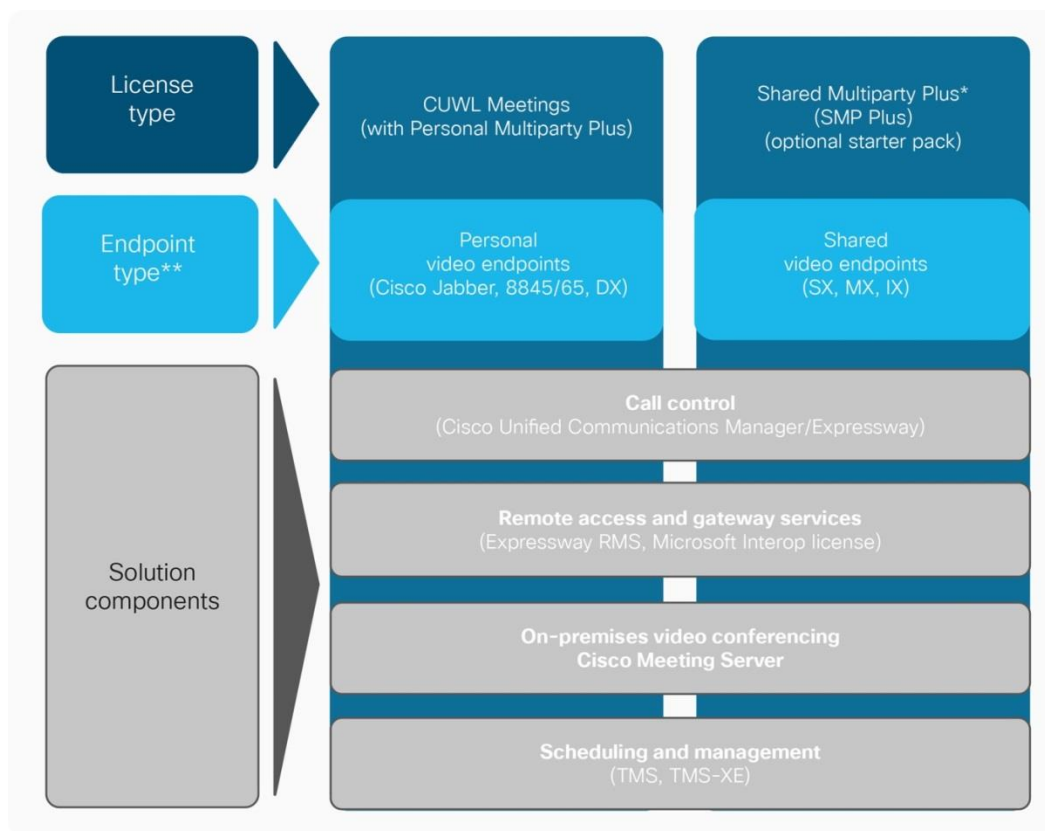 License
type
CUWL Meetings
(with Personal Multiparty Plus)
Shared Multiparty Plus*
(SMP Plus)
(optional starter pack)
Endpoint
type**
Personal
video endpoints
(Cisco Jabber, 8845/65, DX)
Shared
video endpoints
(SX, MX, IX)
Solution
components
Call control
(Cisco Unified Communications Manager/Expressway)
Remote access and gateway services
(Expressway RMS, Microsoft Interop license)
On-premises video conferencing
Cisco Meeting Server
Scheduling and management
(TMS, TMS-XE)